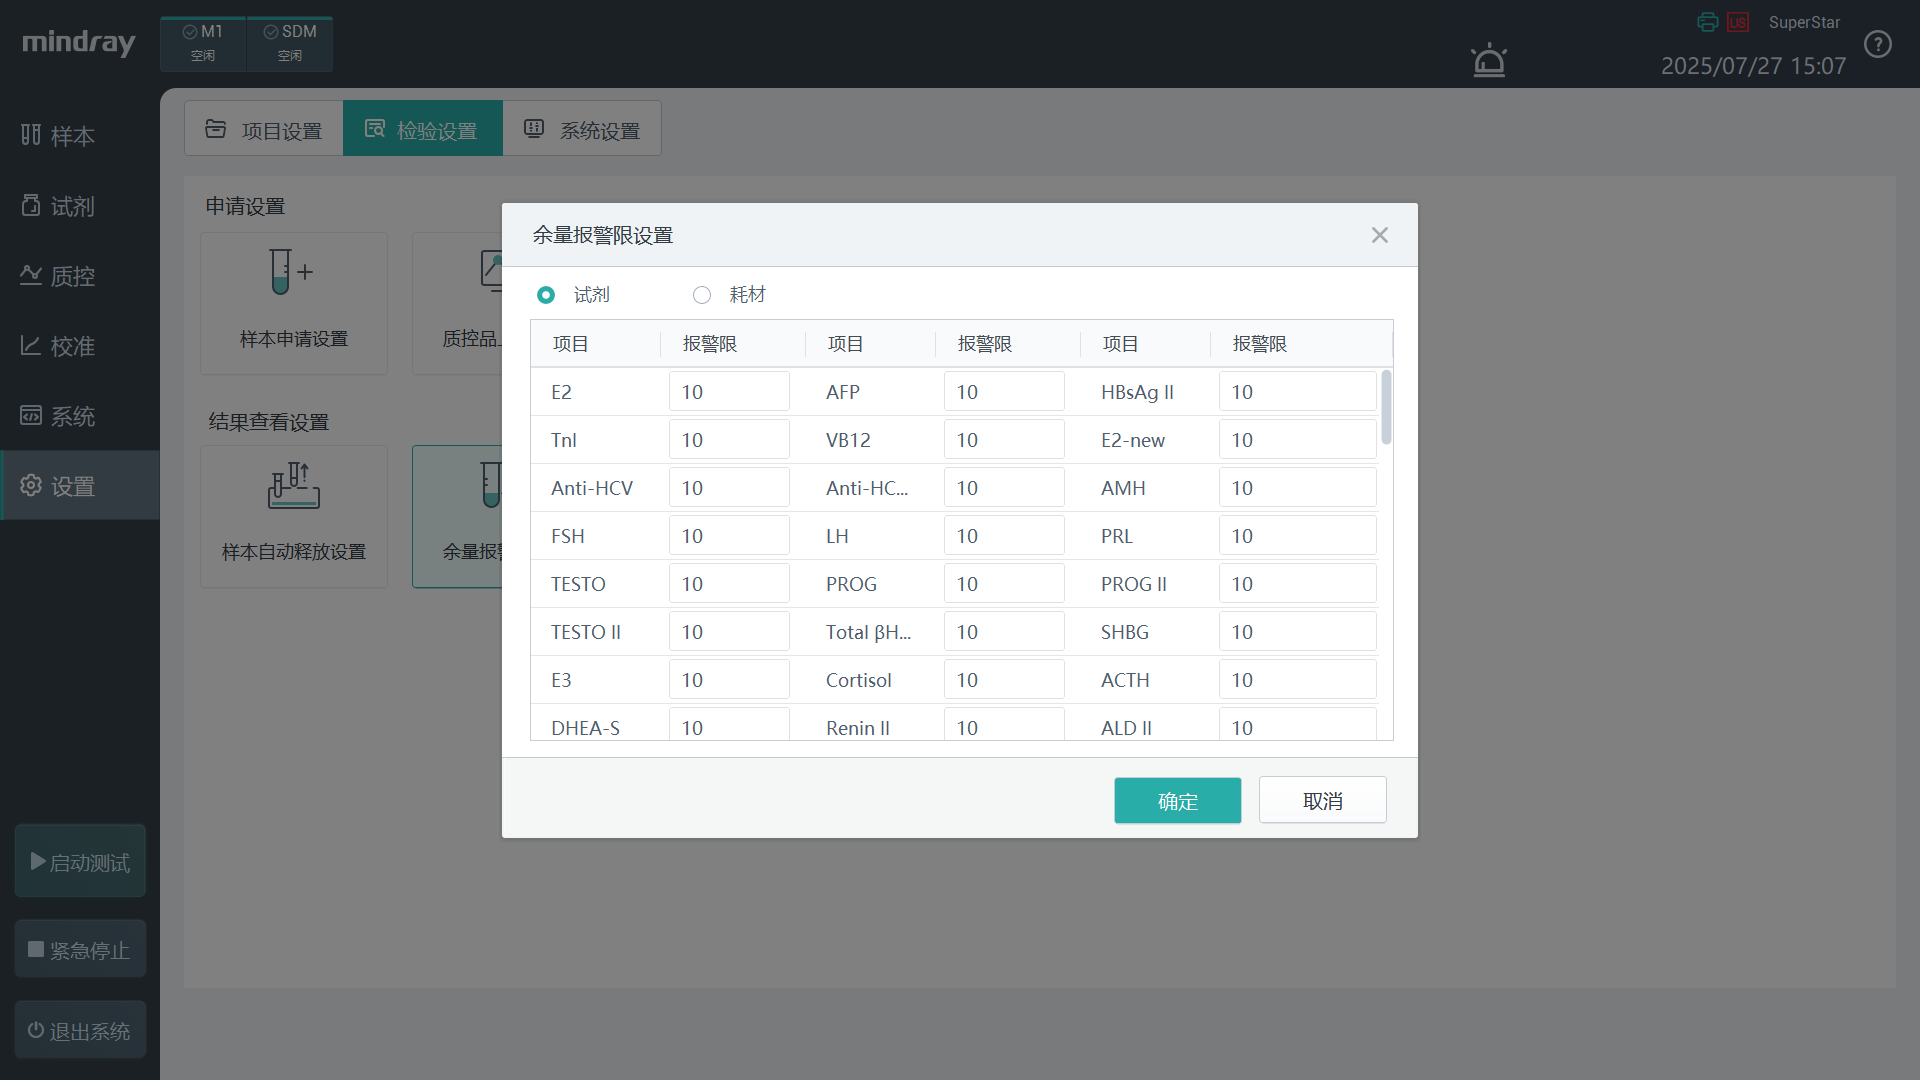 mindray
M1
空闲
SDM
空闲
LIS
SuperStar
2025/07/27 15:07
?
样本
试剂
质控
校准
系统
设置
启动测试
紧急停止
退出系统
项目设置
检验设置
系统设置
申请设置
样本申请设置
质控品
结果查看设置
样本自动释放设置
余量报
余量报警限设置
试剂
耗材
项目 报警限 项目 报警限 项目 报警限
E2 10 AFP 10 HBsAg II 10
TnI 10 VB12 10 E2-new 10
Anti-HCV 10 Anti-HC... 10 AMH 10
FSH 10 LH 10 PRL 10
TESTO 10 PROG 10 PROG II 10
TESTO II 10 Total βH... 10 SHBG 10
E3 10 Cortisol 10 ACTH 10
DHEA-S 10 Renin II 10 ALD II 10
确定
取消